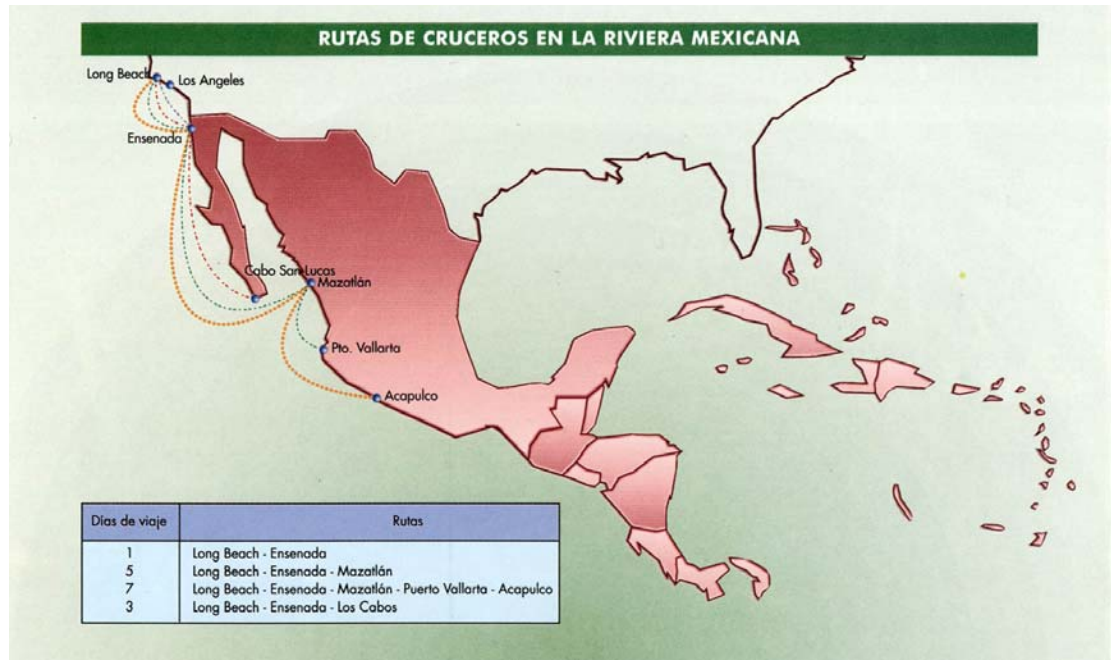 RUTAS DE CRUCEROS EN LA RIVIERA MEXICANA
Long Beach
Los Angeles
Ensenada
Cabo San Lucas
Mazatlán
Pto. Vallarta
Acapulco
Días de viaje Rutas
1 Long Beach - Ensenada
5 Long Beach - Ensenada - Mazatlán
7 Long Beach - Ensenada - Mazatlán - Puerto Vallarta - Acapulco
3 Long Beach - Ensenada - Los Cabos